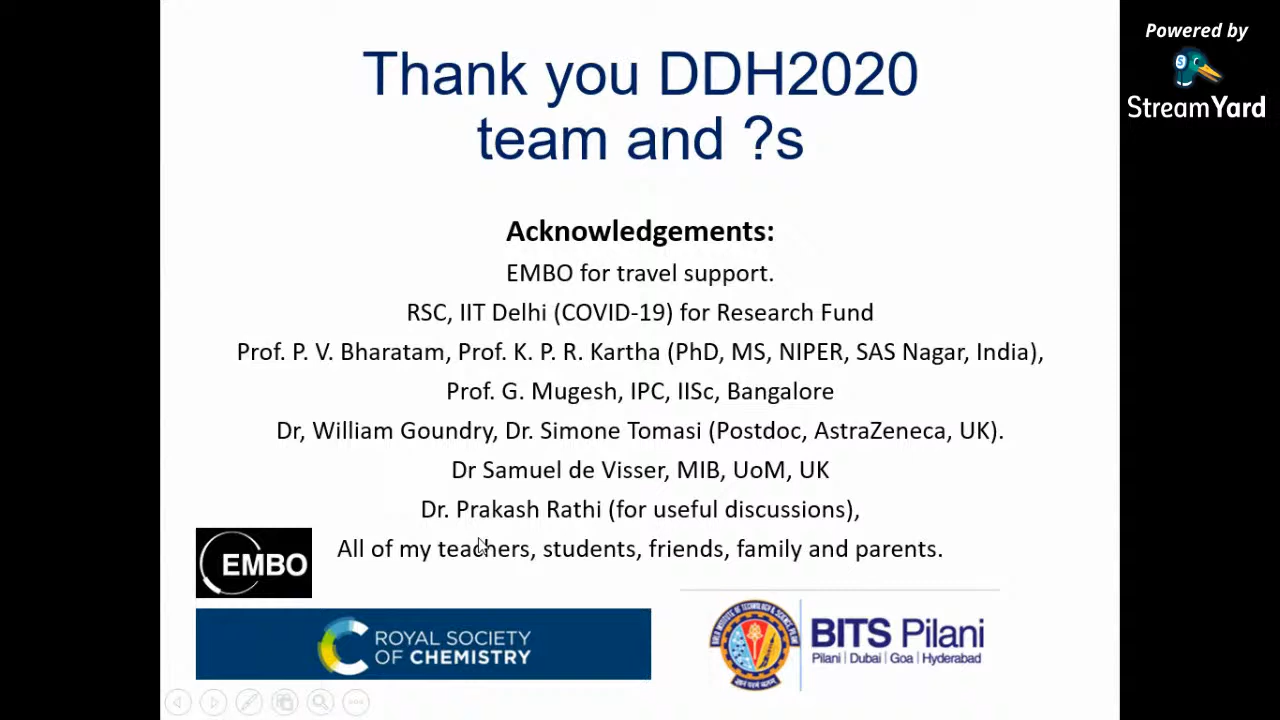 Thank you DDH2020
team and ?s
Powered by
StreamYard
Acknowledgements:
EMBO for travel support.
RSC, IIT Delhi (COVID-19) for Research Fund
Prof. P. V. Bharatam, Prof. K. P. R. Kartha (PhD, MS, NIPER, SAS Nagar, India),
Prof. G. Mugesh, IPC, IISc, Bangalore
Dr, William Goundry, Dr. Simone Tomasi (Postdoc, AstraZeneca, UK).
Dr Samuel de Visser, MIB, UoM, UK
Dr. Prakash Rathi (for useful discussions),
All of my teachers, students, friends, family and parents.
EMBO
ROYAL SOCIETY
OF CHEMISTRY
BITS Pilani
Pilani | Dubai | Goa | Hyderabad